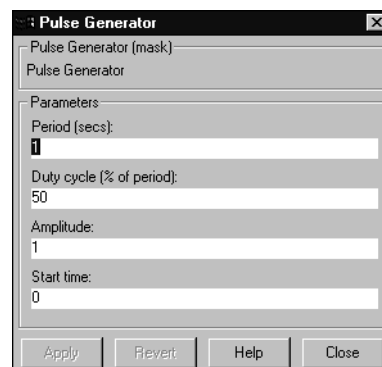 Pulse Generator
Pulse Generator (mask)
Pulse Generator
Parameters
Period (secs):
1
Duty cycle (% of period):
50
Amplitude:
1
Start time:
0
Apply Revert Help Close